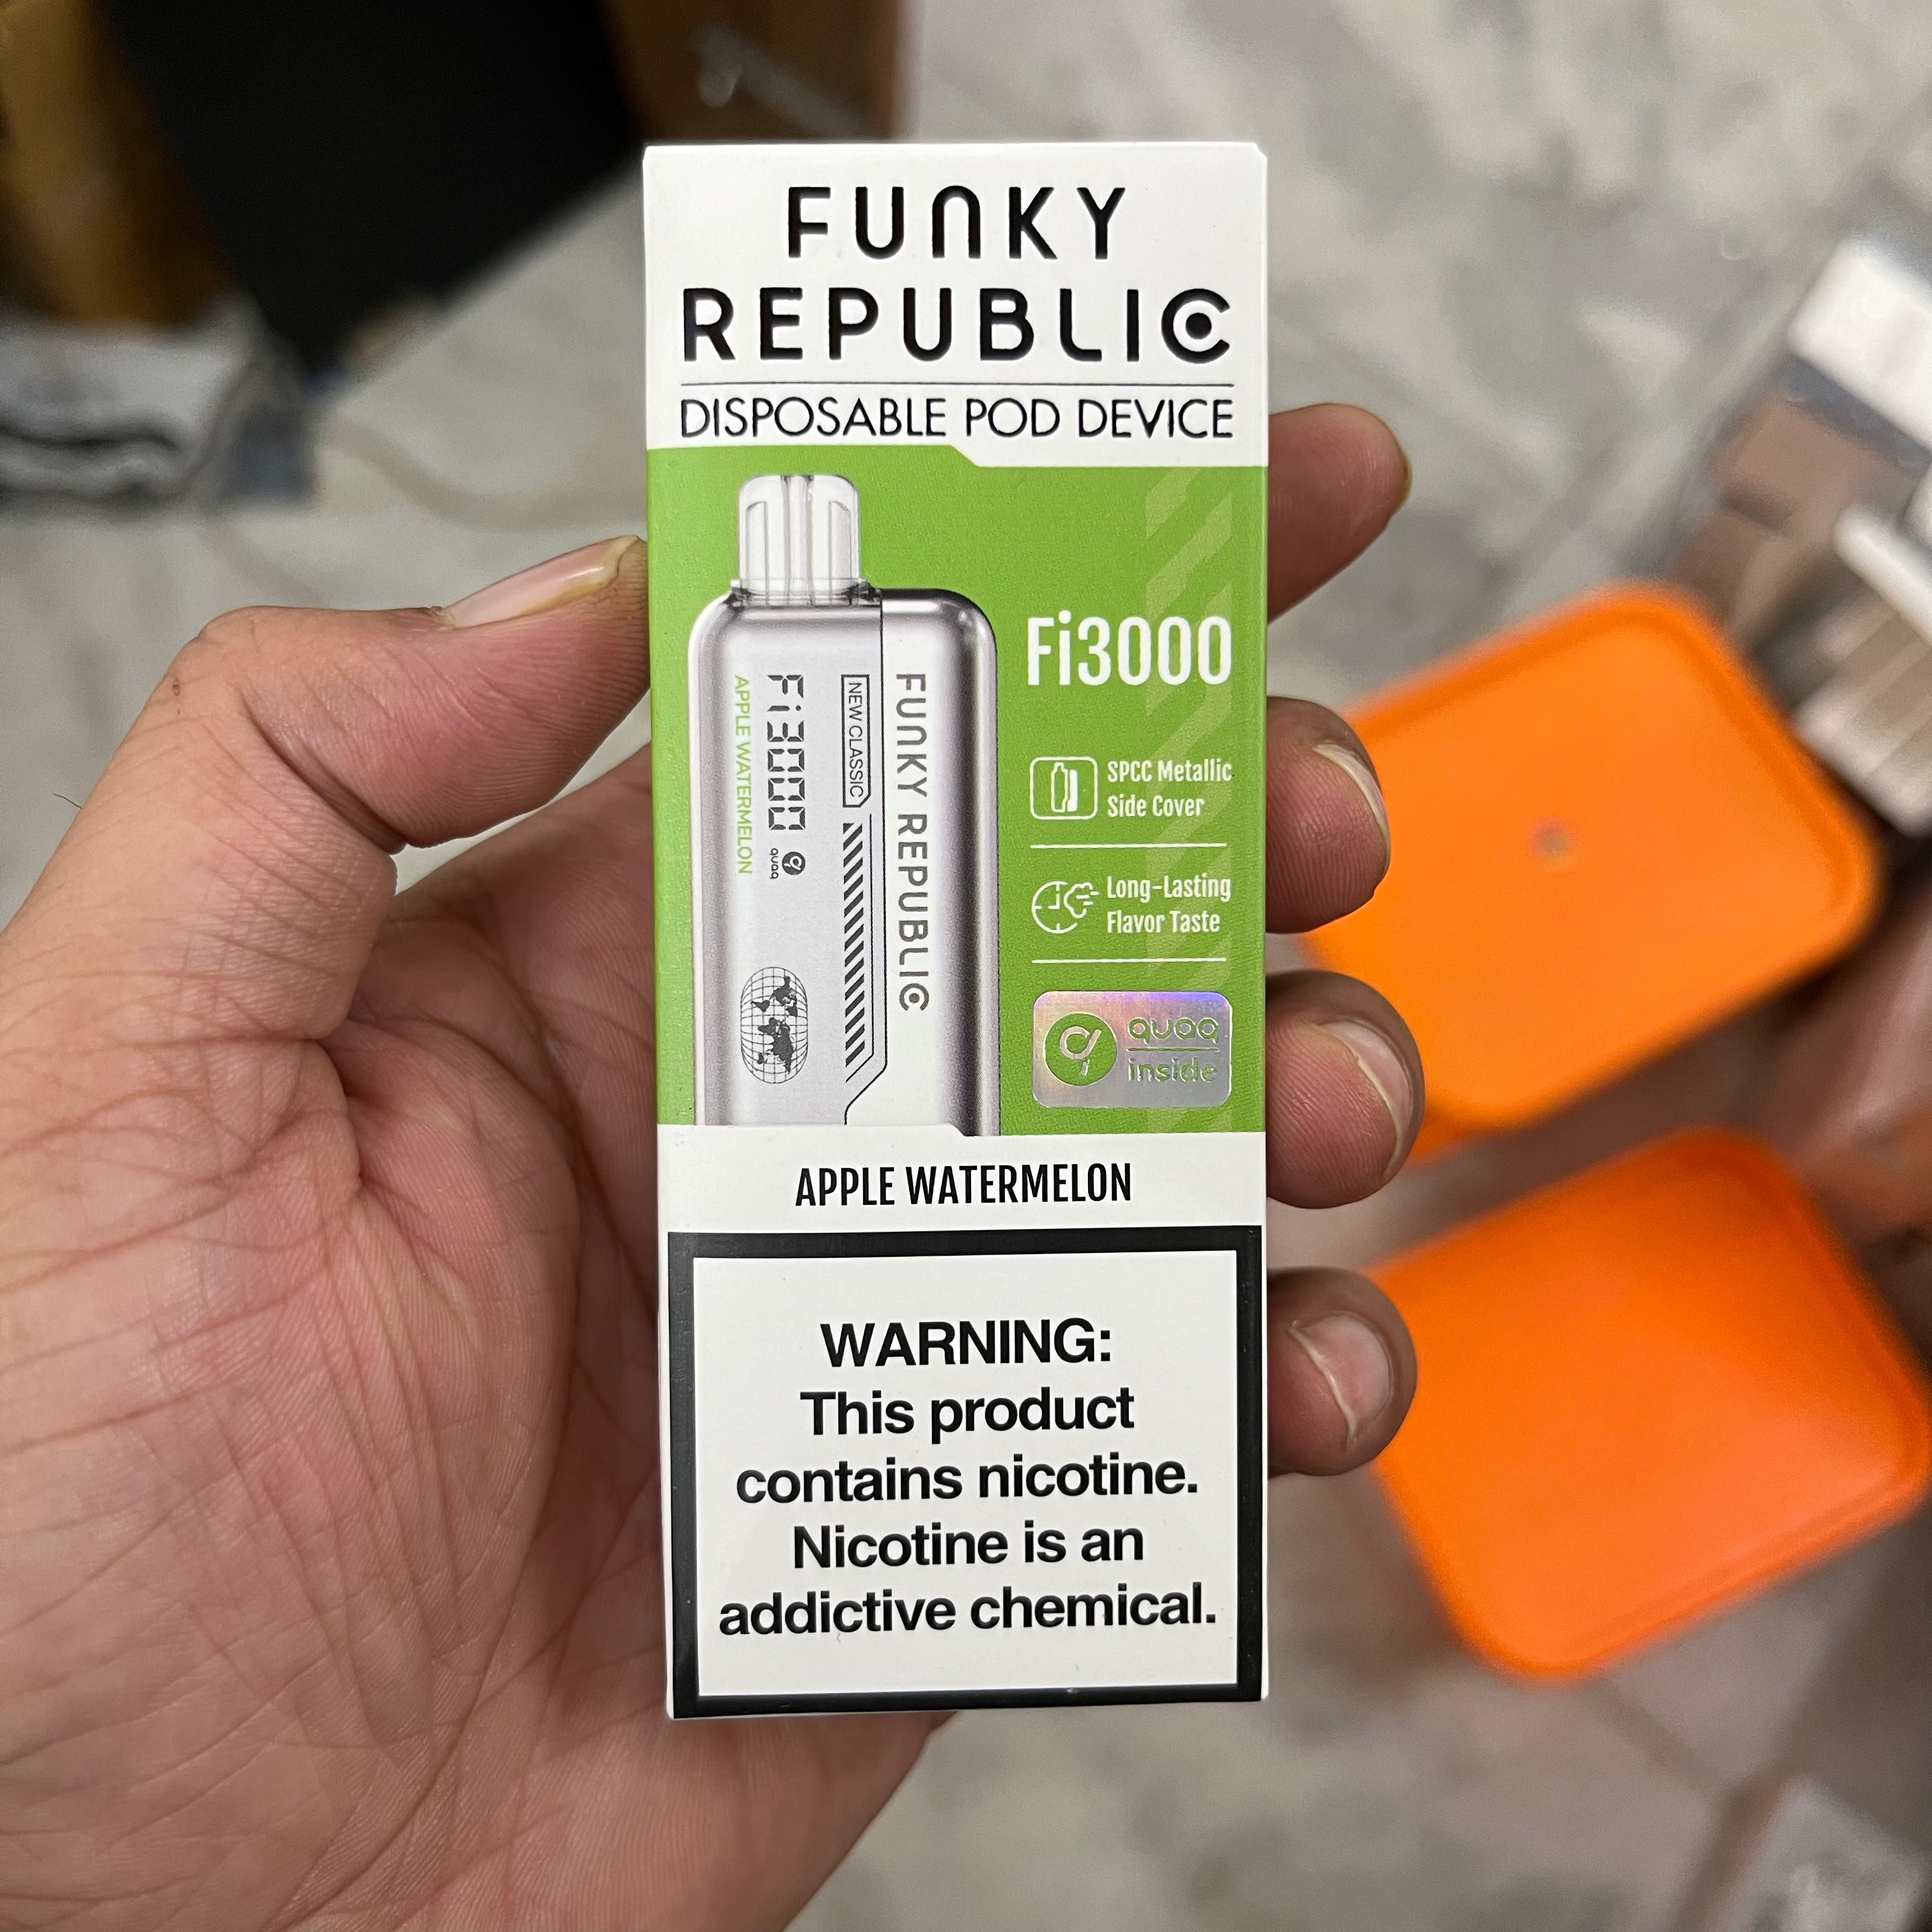 FUNKY
REPUBLIC
DISPOSABLE POD DEVICE
Fi3000
SPCC Metallic
Side Cover
Long-Lasting
Flavor Taste
quaq
inside
FUNKY REPUBLIC
NEW CLASSIC
Fi3000
quaq
APPLE WATERMELON
APPLE WATERMELON
WARNING:
This product
contains nicotine.
Nicotine is an
addictive chemical.